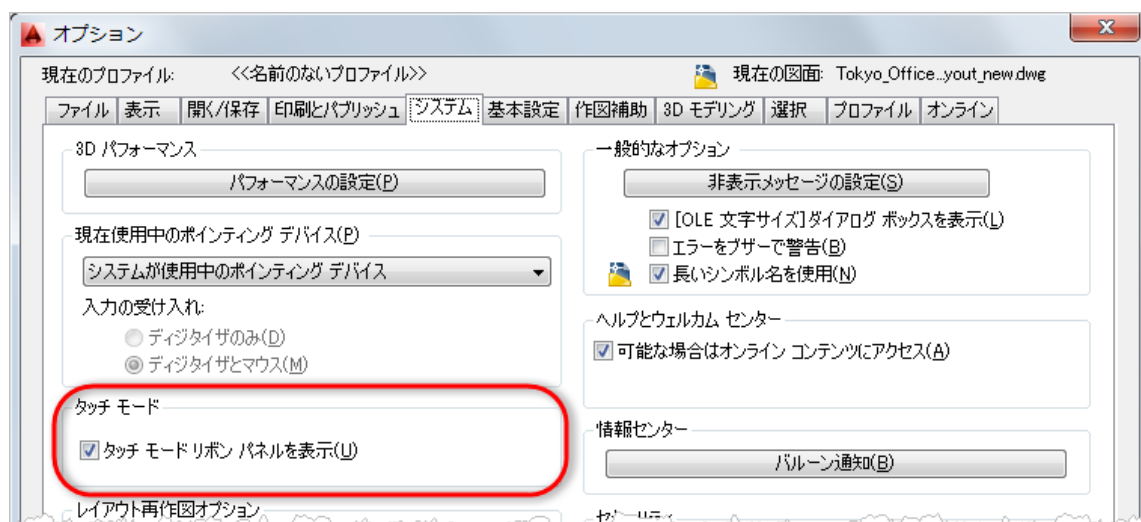 オプション
現在のプロファイル: <<名前のないプロファイル>>
現在の図面: Tokyo_Office...yout_new.dwg
ファイル 表示 開く/保存 印刷とパブリッシュ システム 基本設定 作図補助 3D モデリング 選択 プロファイル オンライン
3D パフォーマンス
パフォーマンスの設定(P)
現在使用中のポインティング デバイス(P)
システムが使用中のポインティング デバイス
入力の受け入れ:
ディジタイザのみ(D)
ディジタイザとマウス(M)
タッチ モード
タッチ モード リボン パネルを表示(U)
レイアウト再作図オプション
一般的なオプション
非表示メッセージの設定(S)
[OLE 文字サイズ]ダイアログ ボックスを表示(L)
エラーをブザーで警告(B)
長いシンボル名を使用(N)
ヘルプとウェルカム センター
可能な場合はオンライン コンテンツにアクセス(A)
情報センター
バルーン通知(B)